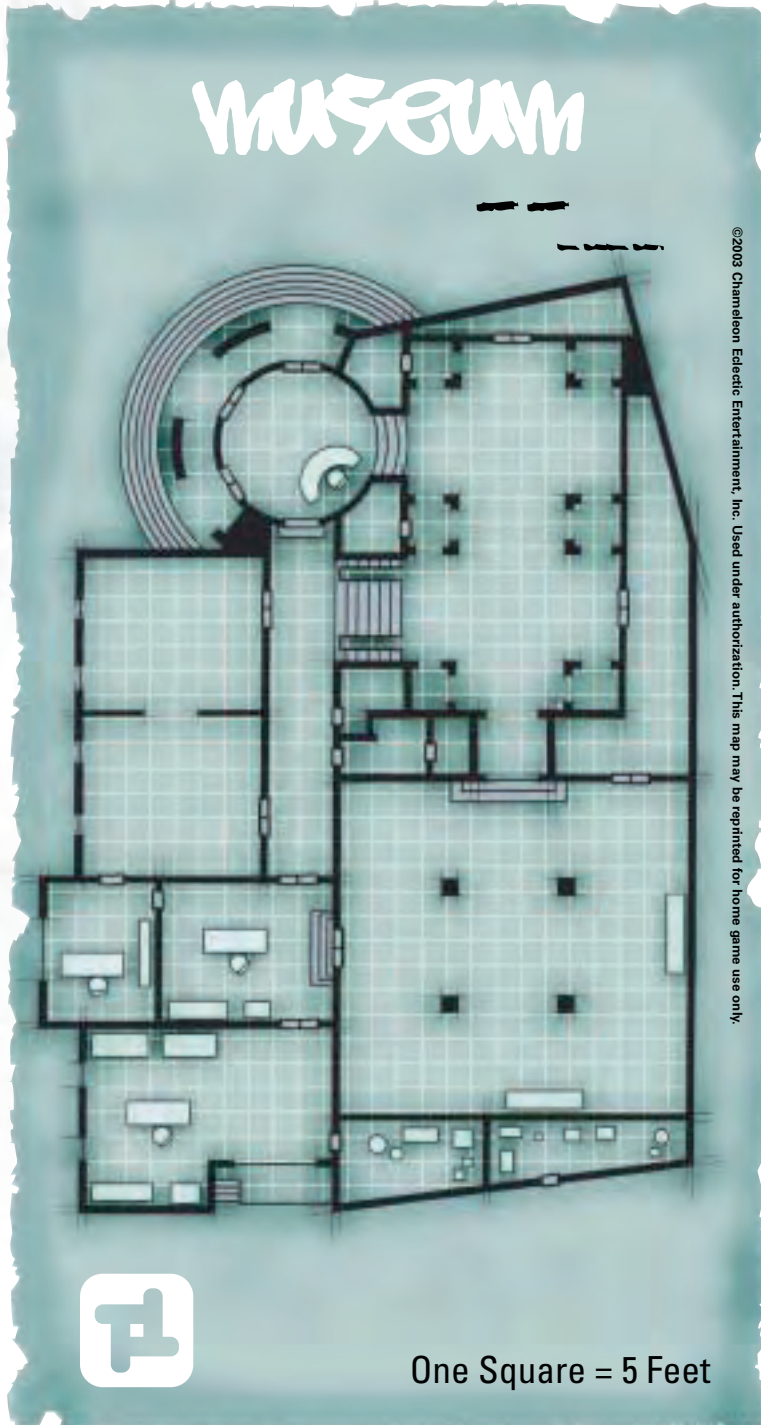 museum
©2003 Chameleon Eclectic Entertainment, Inc. Used under authorization. This map may be reprinted for home game use only.
One Square = 5 Feet